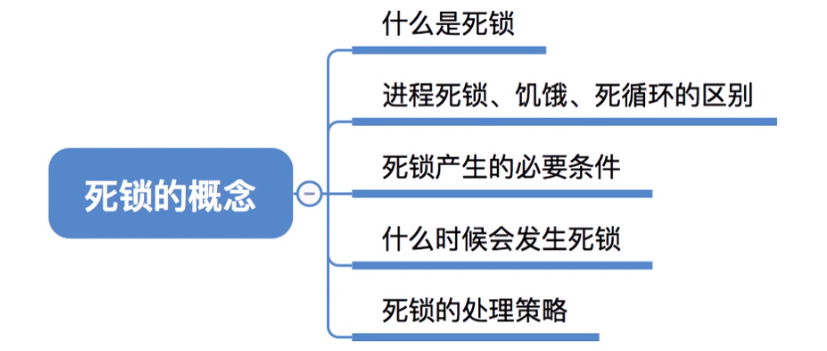 什么是死锁
进程死锁、饥饿、死循环的区别
死锁的概念
死锁产生的必要条件
什么时候会发生死锁
死锁的处理策略